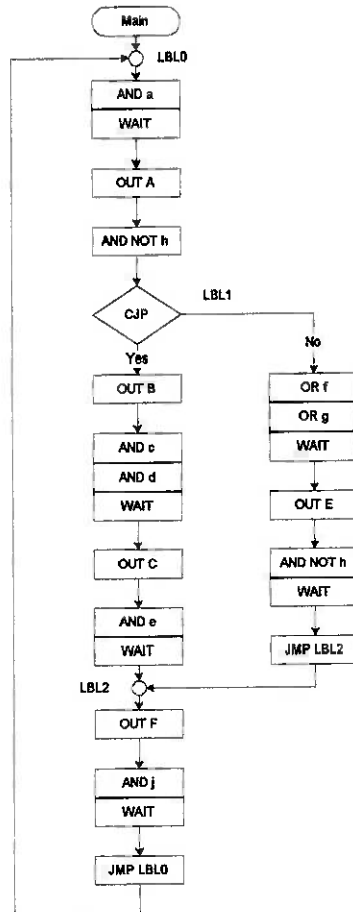 Main
LBL0
AND a
WAIT
OUT A
AND NOT h
CJP
LBL1
Yes
No
OUT B
AND c
AND d
WAIT
OUT C
AND e
WAIT
OR f
OR g
WAIT
OUT E
AND NOT h
WAIT
JMP LBL2
LBL2
OUT F
AND j
WAIT
JMP LBL0